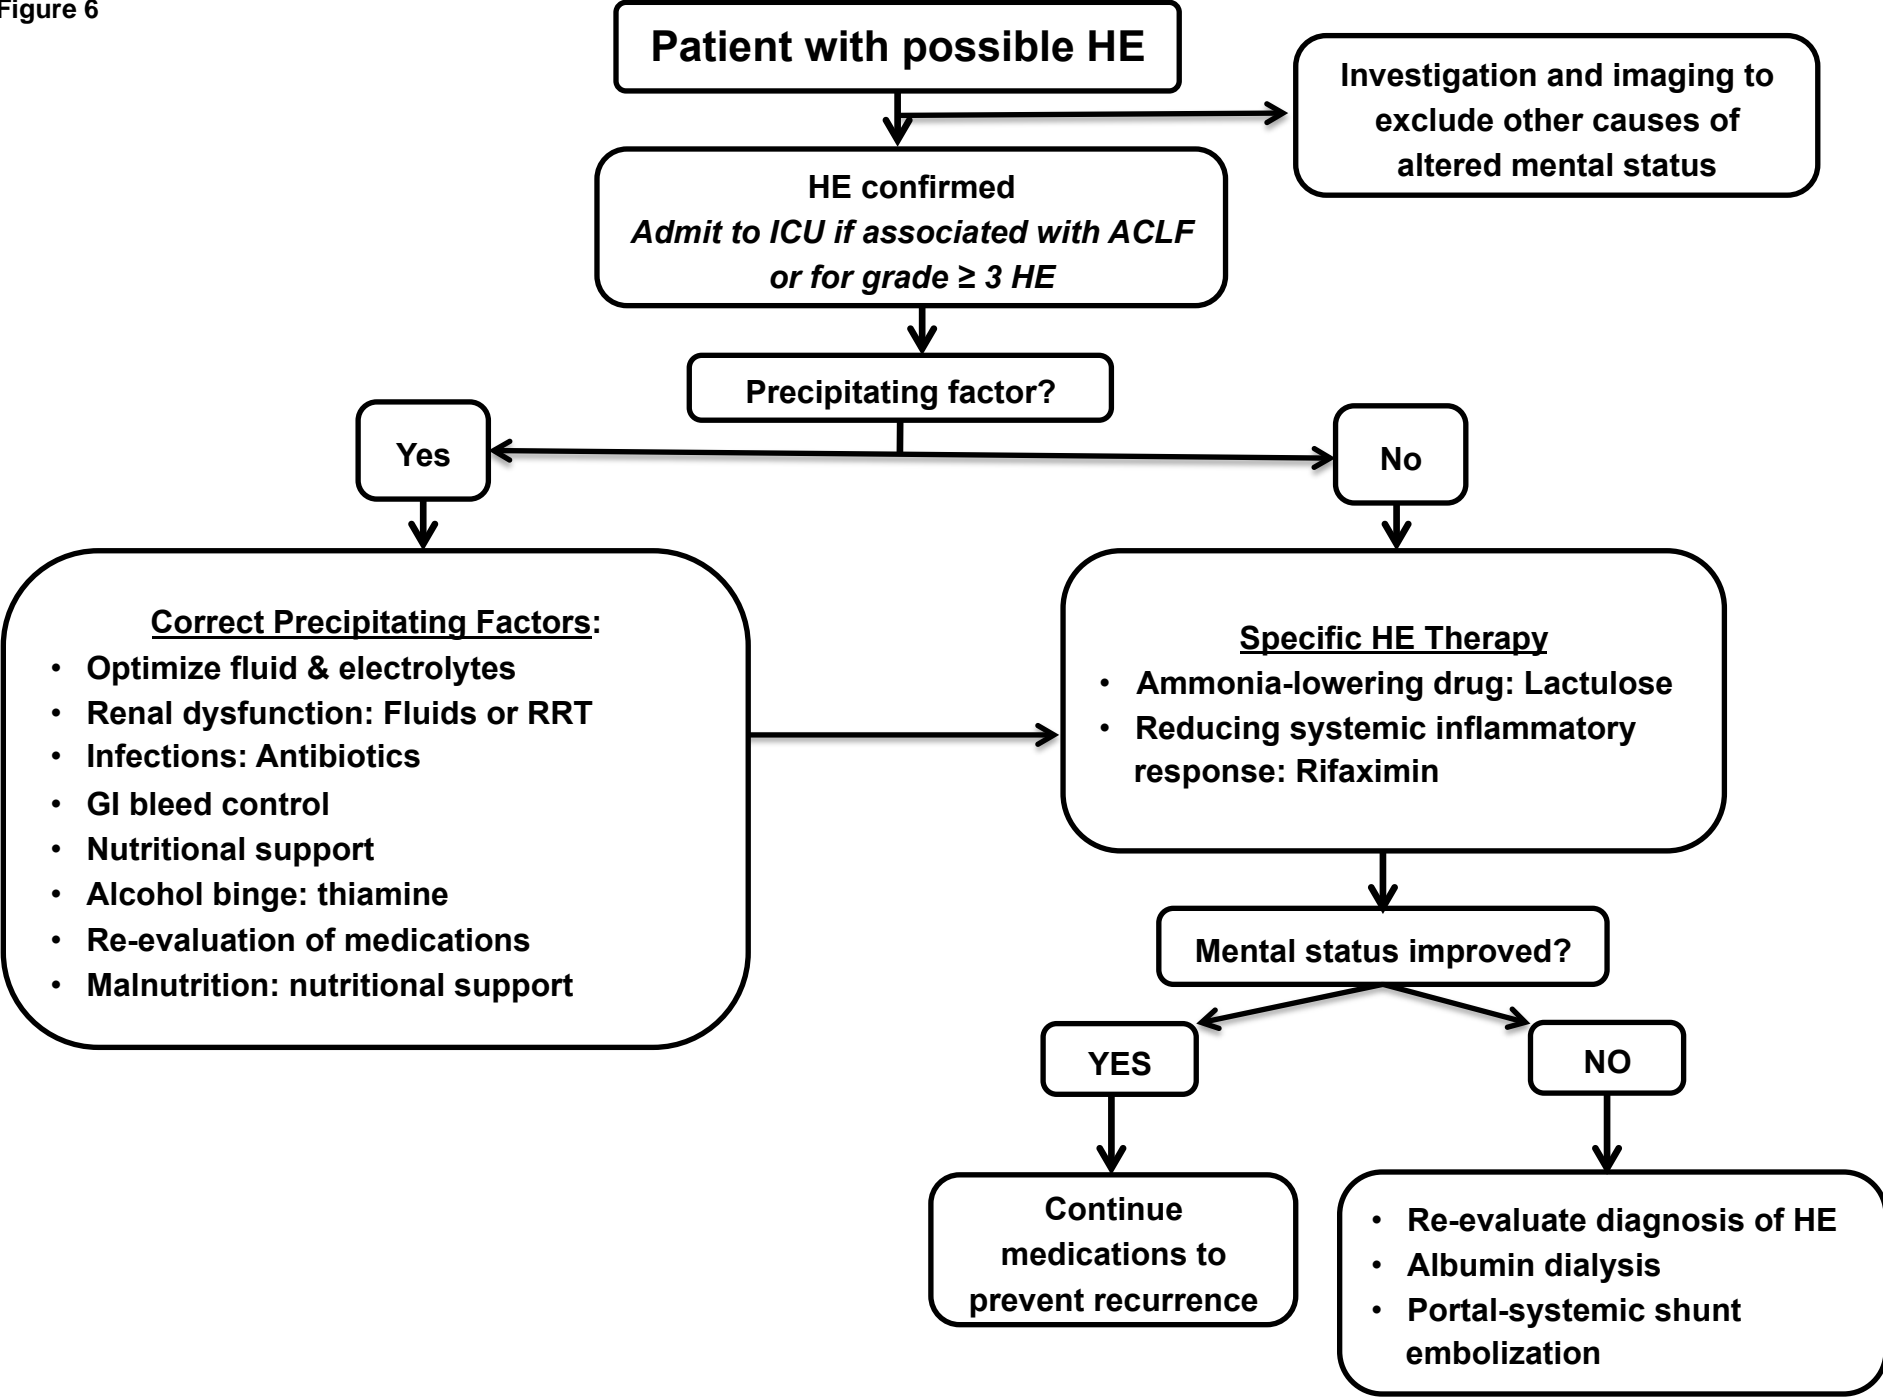 Figure 6
Patient with possible HE
Investigation and imaging to
exclude other causes of
altered mental status
HE confirmed
Admit to ICU if associated with ACLF
or for grade ≥ 3 HE
Precipitating factor?
Yes
No
Correct Precipitating Factors:
• Optimize fluid & electrolytes
• Renal dysfunction: Fluids or RRT
• Infections: Antibiotics
• GI bleed control
• Nutritional support
• Alcohol binge: thiamine
• Re-evaluation of medications
• Malnutrition: nutritional support
Specific HE Therapy
• Ammonia-lowering drug: Lactulose
• Reducing systemic inflammatory
response: Rifaximin
Mental status improved?
YES
NO
Continue
medications to
prevent recurrence
• Re-evaluate diagnosis of HE
• Albumin dialysis
• Portal-systemic shunt
embolization